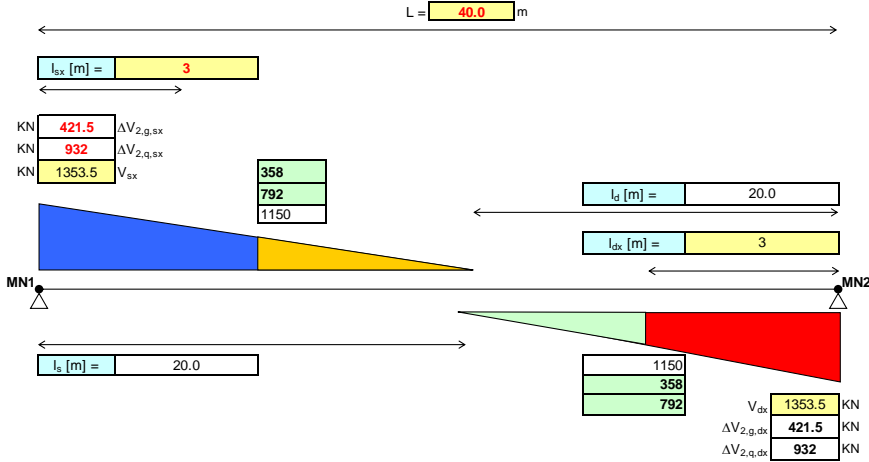 L = 40.0 m
lsx [m] = 3
KN 421.5 ΔV2,g,sx
KN 932 ΔV2,q,sx
KN 1353.5 Vsx
358
792
1150
ld [m] = 20.0
ldx [m] = 3
MN1 MN2
ls [m] = 20.0
1150
358
792
Vdx 1353.5 KN
ΔV2,g,dx 421.5 KN
ΔV2,q,dx 932 KN